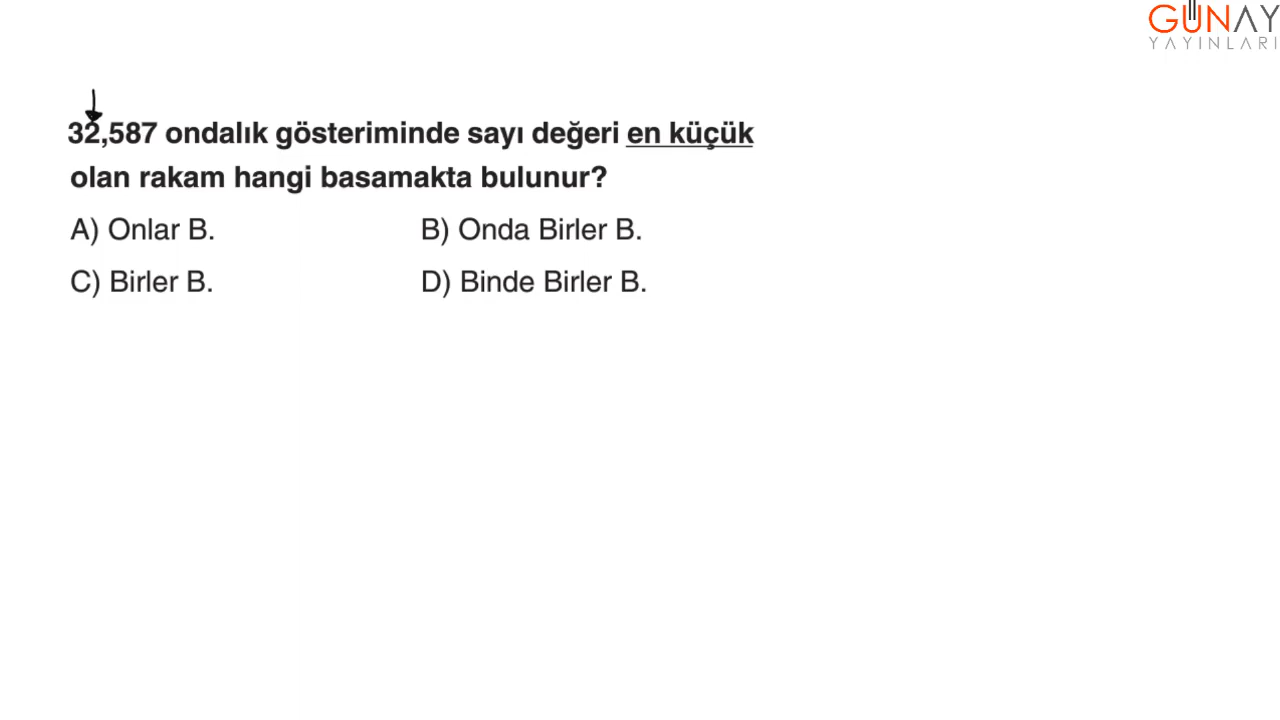 GÜNAY
YAYINLARI
32,587 ondalık gösteriminde sayı değeri en küçük
olan rakam hangi basamakta bulunur?
A) Onlar B. B) Onda Birler B.
C) Birler B. D) Binde Birler B.